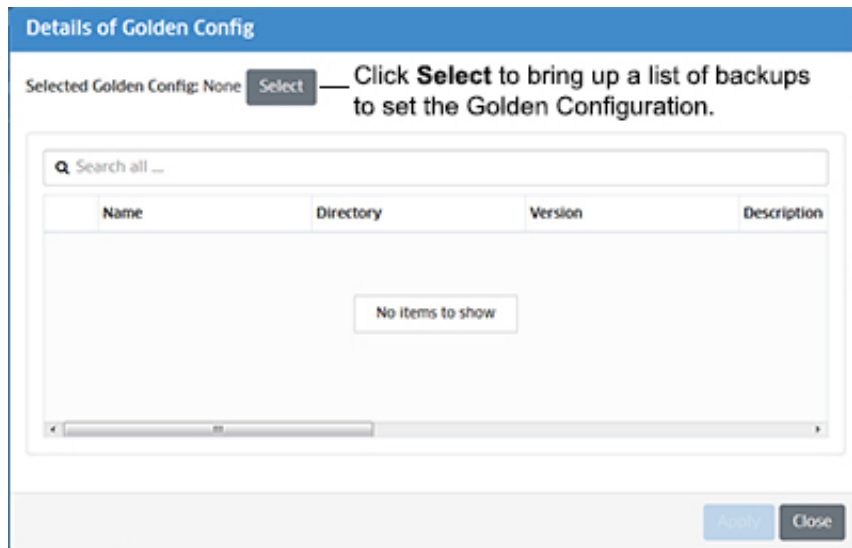 Details of Golden Config
Selected Golden Config: None Select
Click Select to bring up a list of backups
to set the Golden Configuration.
Search all ...
Name Directory Version Description
No items to show
Apply Close